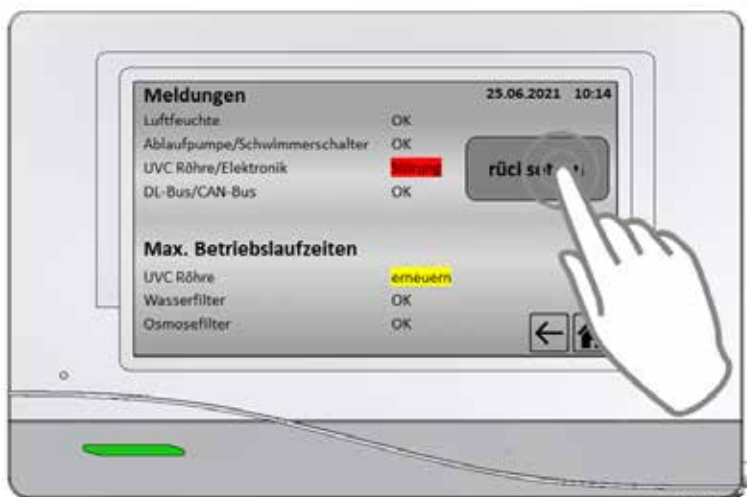 Meldungen 25.06.2021 10:14
Luftfeuchte OK
Ablaufpumpe/Schwimmerschalter OK
UVC Röhre/Elektronik Störung
DL-Bus/CAN-Bus OK
Max. Betriebslaufzeiten
UVC Röhre erneuern
Wasserfilter OK
Osmosefilter OK